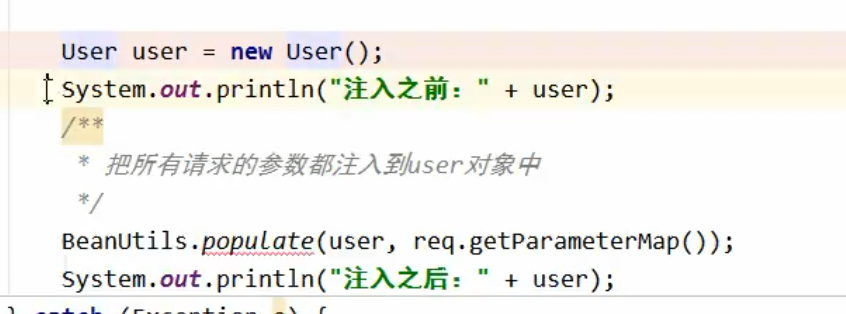 User user = new User();
System.out.println("注入之前：" + user);
/**
* 把所有请求的参数都注入到user对象中
*/
BeanUtils.populate(user, req.getParameterMap());
System.out.println("注入之后：" + user);
} catch (Exception e) {